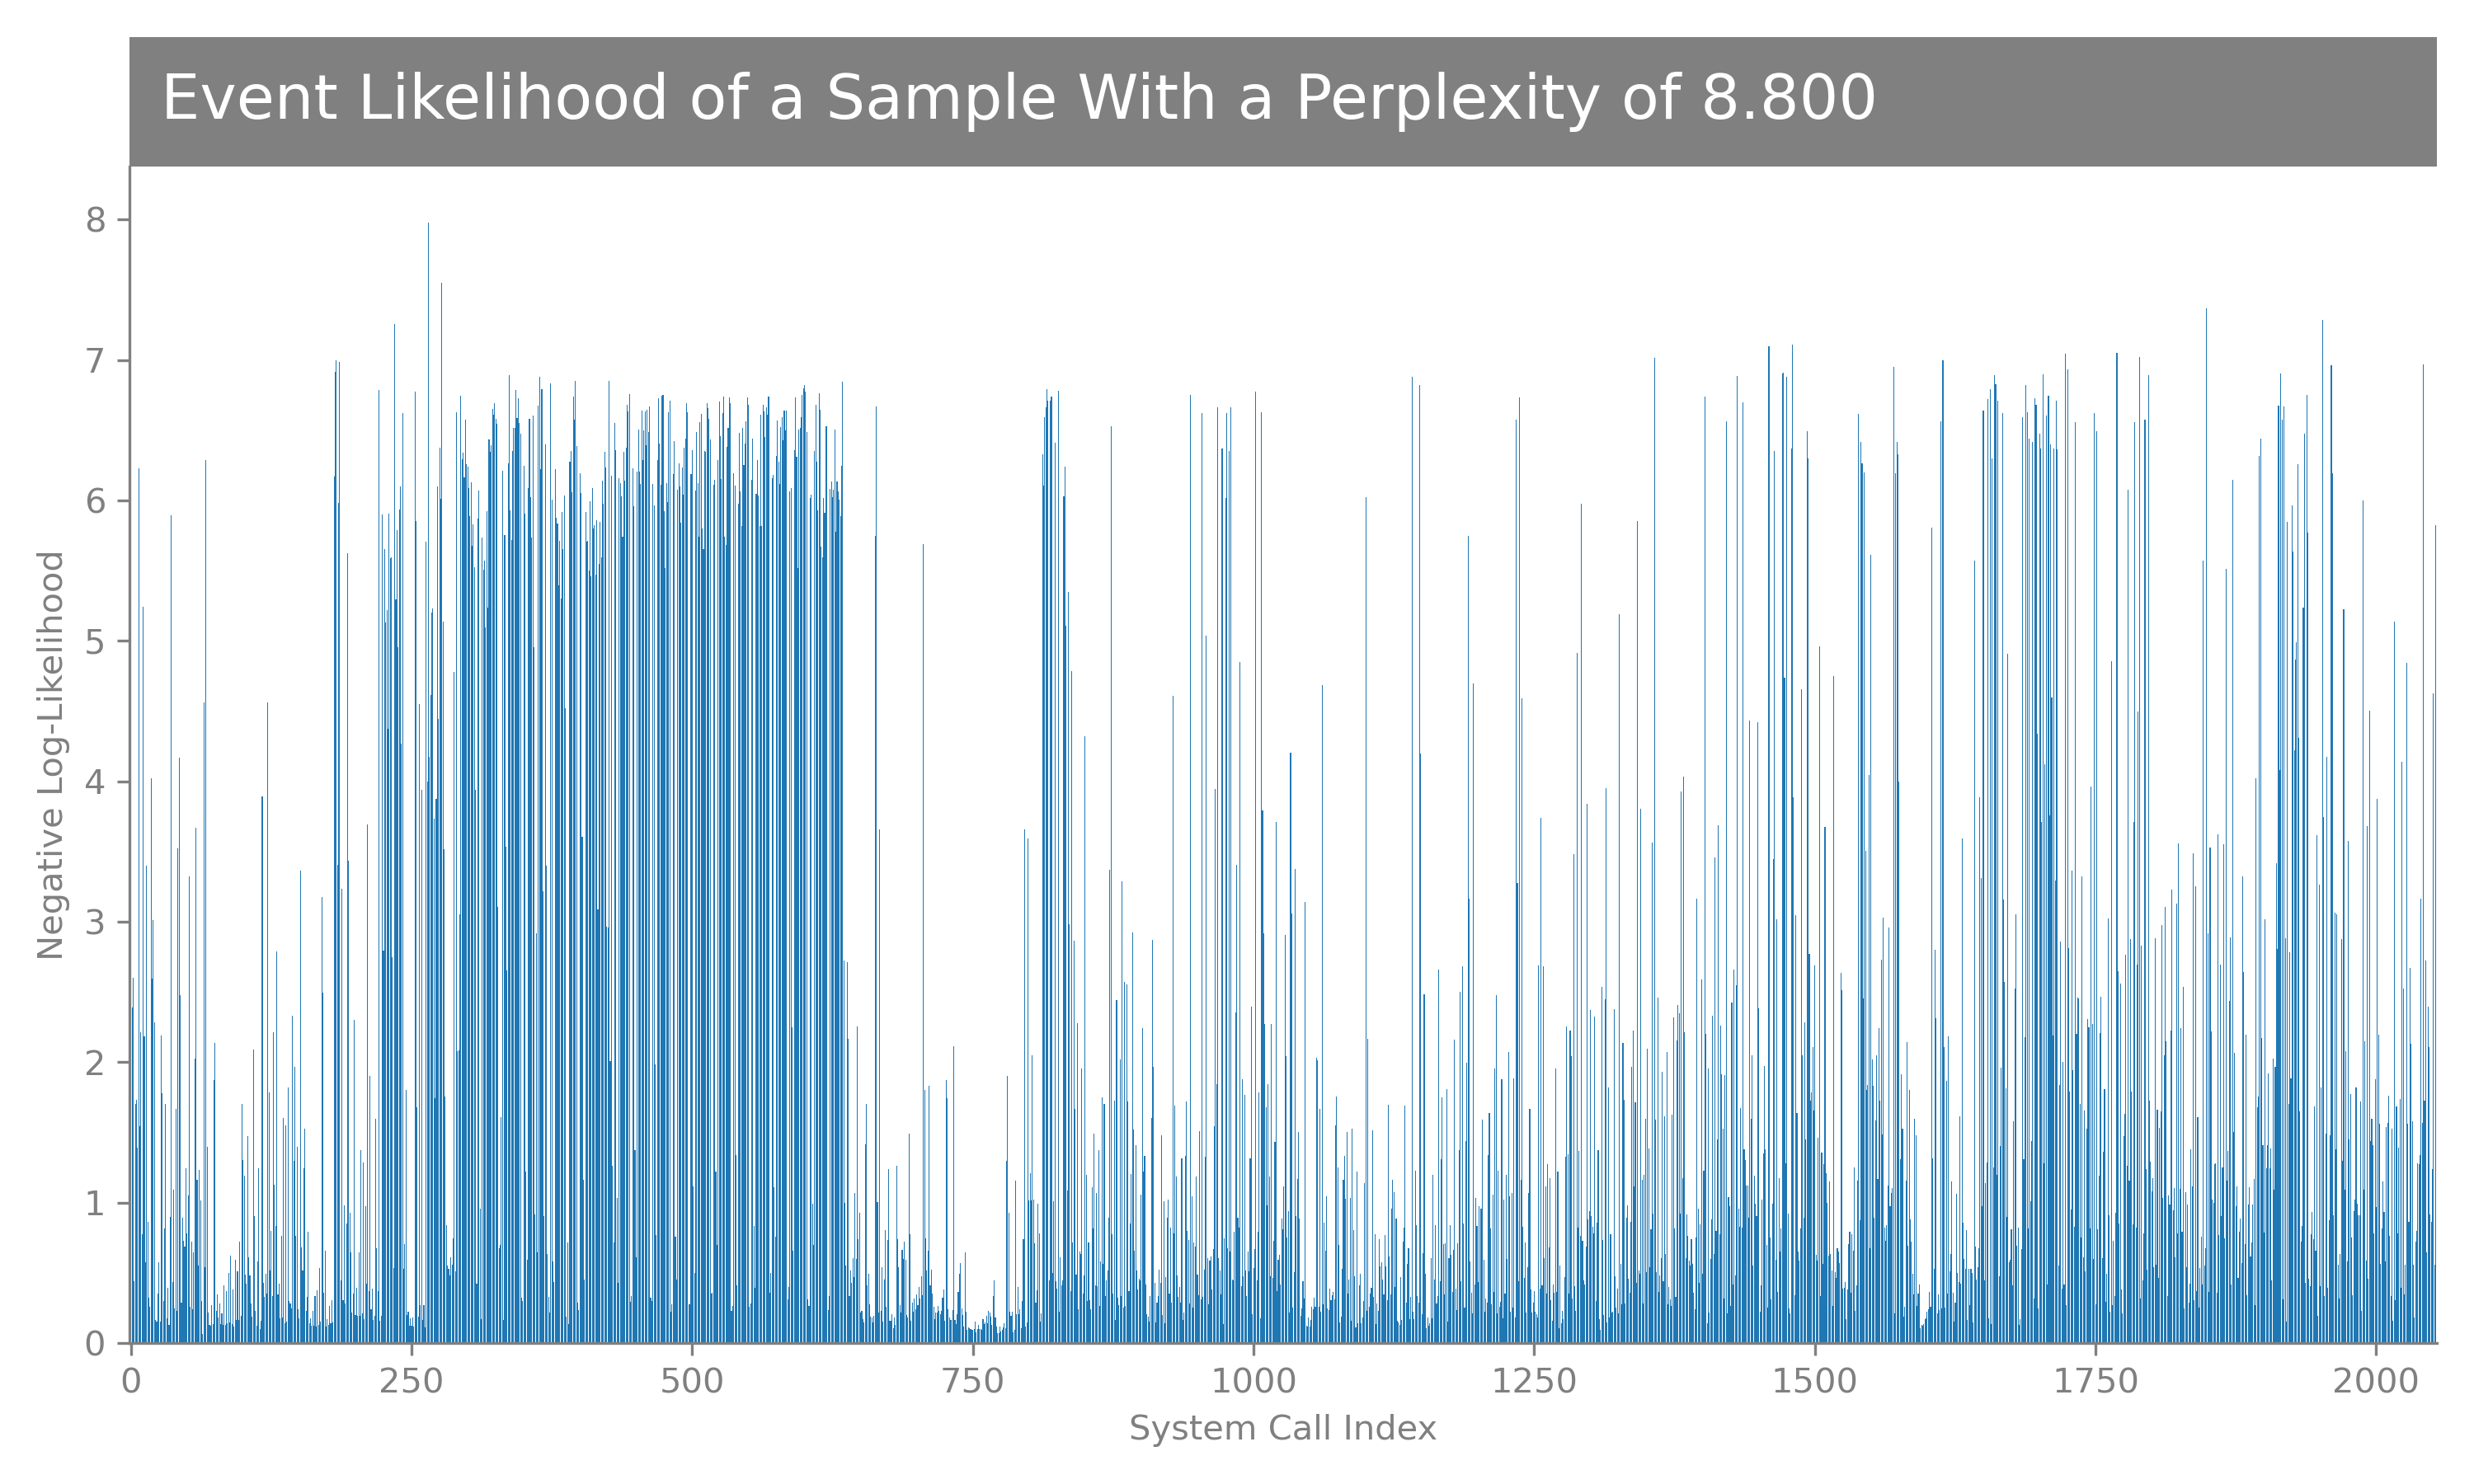 Event Likelihood of a Sample With a Perplexity of 8.800
8
7
6
5
4
3
2
1
0
Negative Log-Likelihood
0 250 500 750 1000 1250 1500 1750 2000
System Call Index